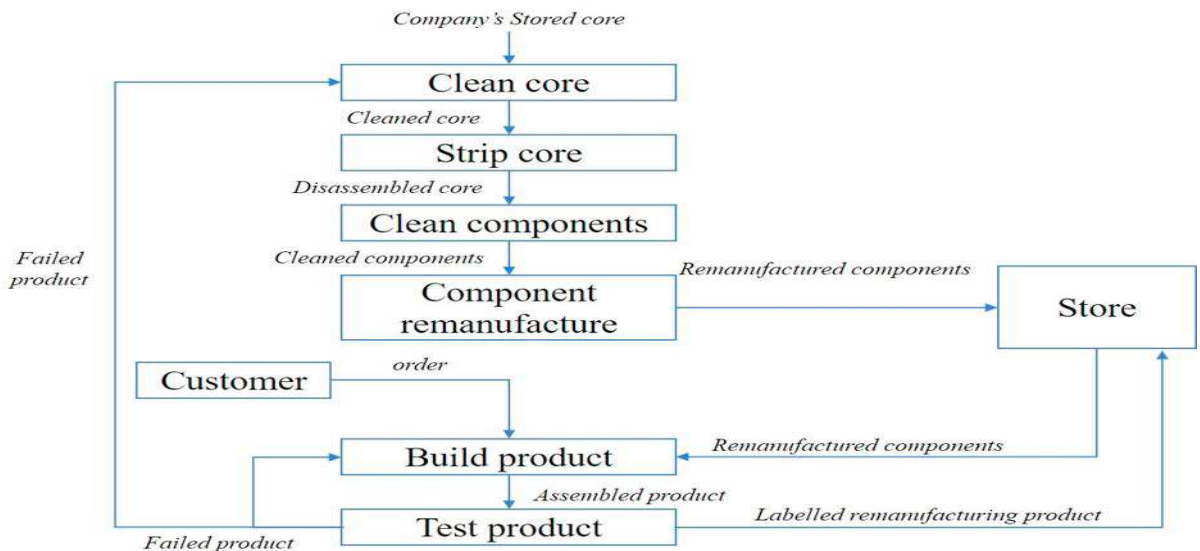 Company's Stored core
Clean core
Cleaned core
Strip core
Disassembled core
Clean components
Cleaned components
Failed
product
Remanufactured components
Component
remanufacture
Store
Customer
order
Build product
Remanufactured components
Assembled product
Test product
Labelled remanufacturing product
Failed product